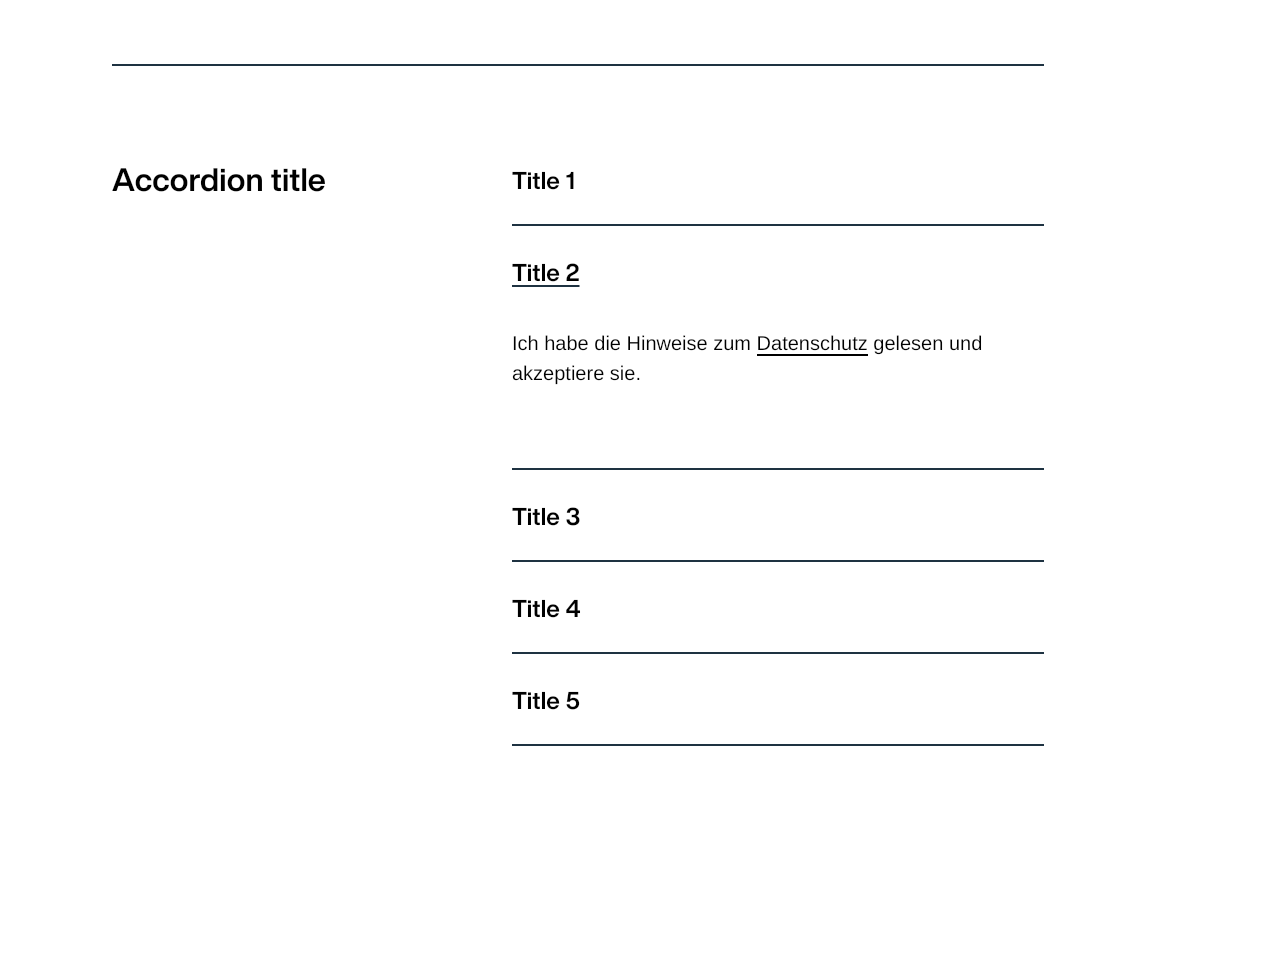 Accordion title
Title 1
Title 2
Ich habe die Hinweise zum Datenschutz gelesen und
akzeptiere sie.
Title 3
Title 4
Title 5